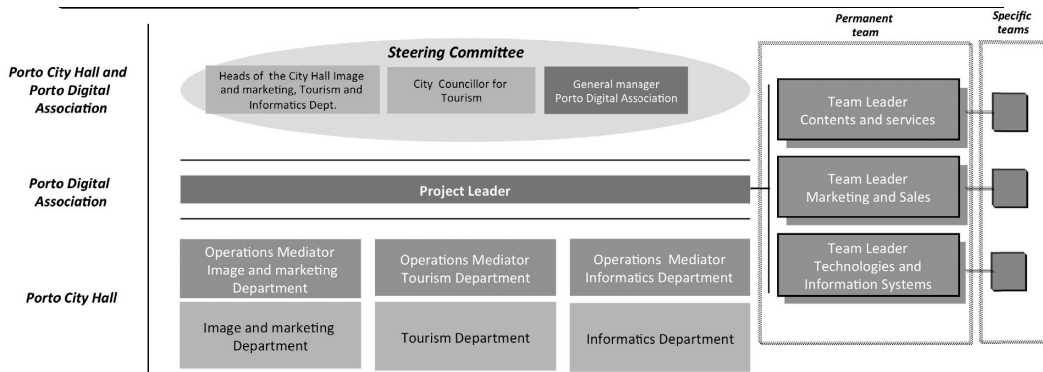 Permanent
team
Specific
teams
Porto City Hall and
Porto Digital
Association
Steering Committee
Heads of the City Hall Image
and marketing, Tourism and
Informatics Dept.
City Councillor for
Tourism
General manager
Porto Digital Association
Team Leader
Contents and services
Porto Digital
Association
Project Leader
Team Leader
Marketing and Sales
Porto City Hall
Operations Mediator
Image and marketing
Department
Operations Mediator
Tourism Department
Operations Mediator
Informatics Department
Team Leader
Technologies and
Information Systems
Image and marketing
Department
Tourism Department
Informatics Department